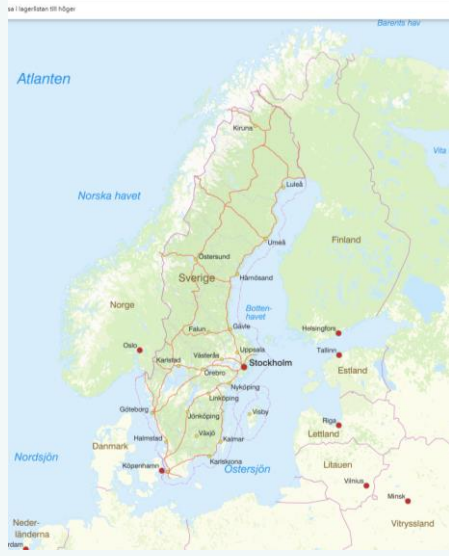 sa i lagerlistan till höger
Barents hav
Atlanten
Kiruna
Vita
Luleå
Norska havet
Umeå
Finland
Östersund
Sverige
Härnösand
Norge
Botten-
havet
Falun
Gävle
Helsingfors
Oslo
Uppsala
Tallinn
Västerås
Karlstad
Stockholm
Örebro
Estland
Nyköping
Linköping
Göteborg
Jönköping
Visby
Riga
Halmstad
Växjö
Kalmar
Lettland
Danmark
Karlskrona
Nordsjön
Köpenhamn
Östersjön
Litauen
Vilnius
Minsk
Neder-
länderna
Vitryssland
rdam